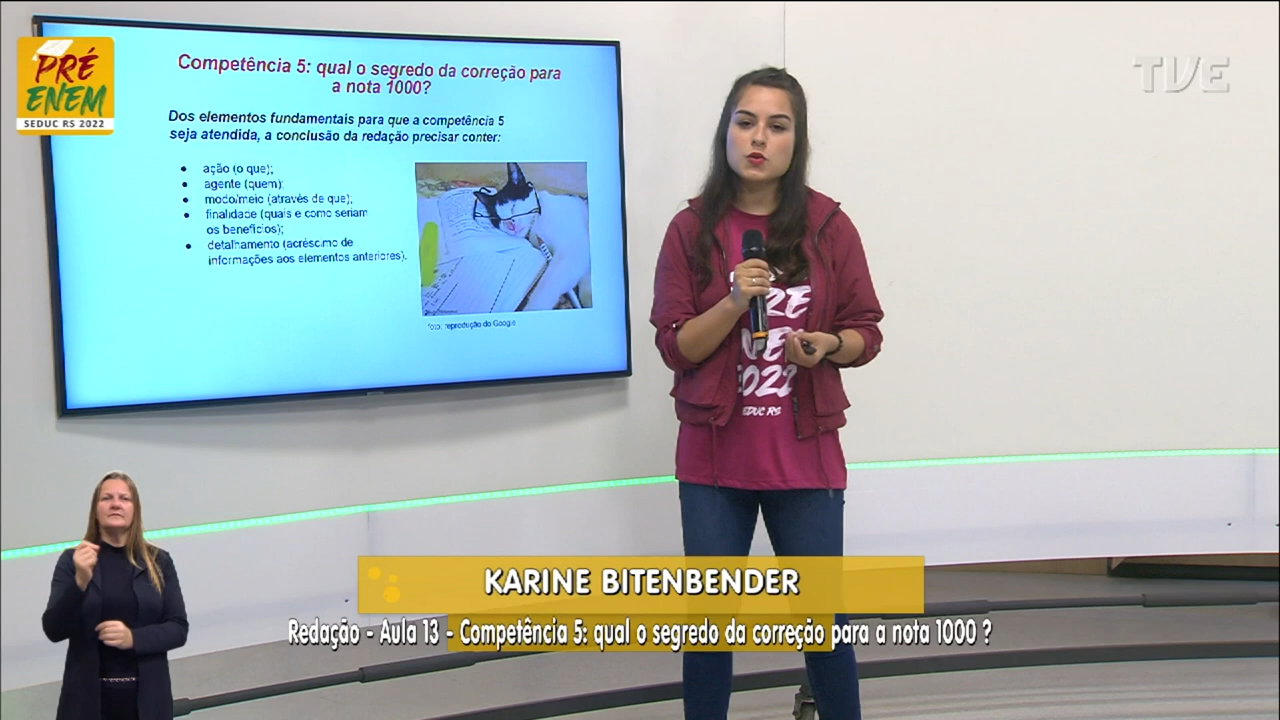 PRÉ
ENEM
SEDUC RS 2022
TVE
Competência 5: qual o segredo da correção para
a nota 1000?
Dos elementos fundamentais para que a competência 5
seja atendida, a conclusão da redação precisar conter:
ação (o que);
agente (quem);
modo/meio (através de que);
finalidade (quais e como seriam
os benefícios);
detalhamento (acréscimo de
informações aos elementos anteriores).
foto: reprodução do Google
2022
EDUC RS
KARINE BITENBENDER
Redação - Aula 13 - Competência 5: qual o segredo da correção para a nota 1000 ?